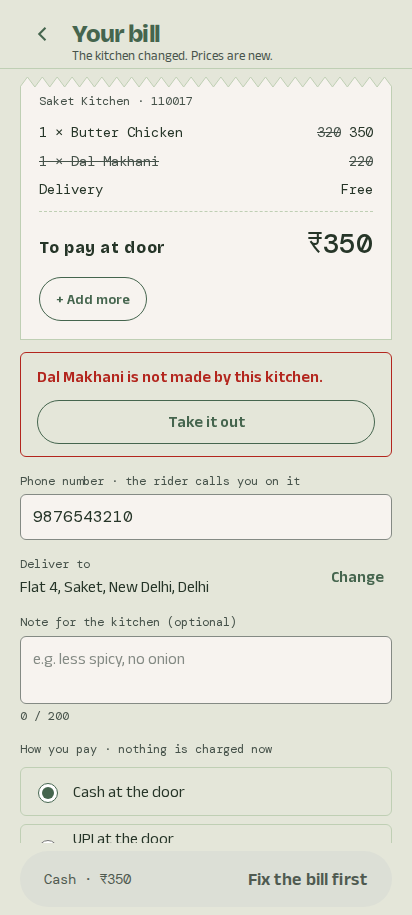 Your bill
The kitchen changed. Prices are new.
Saket Kitchen · 110017
1 × Butter Chicken 320 350
1 × Dal Makhani 220
Delivery Free
To pay at door ₹350
+ Add more
Dal Makhani is not made by this kitchen.
Take it out
Phone number · the rider calls you on it
9876543210
Deliver to
Flat 4, Saket, New Delhi, Delhi
Change
Note for the kitchen (optional)
e.g. less spicy, no onion
0 / 200
How you pay · nothing is charged now
Cash at the door
UPI at the door
Cash · ₹350 Fix the bill first